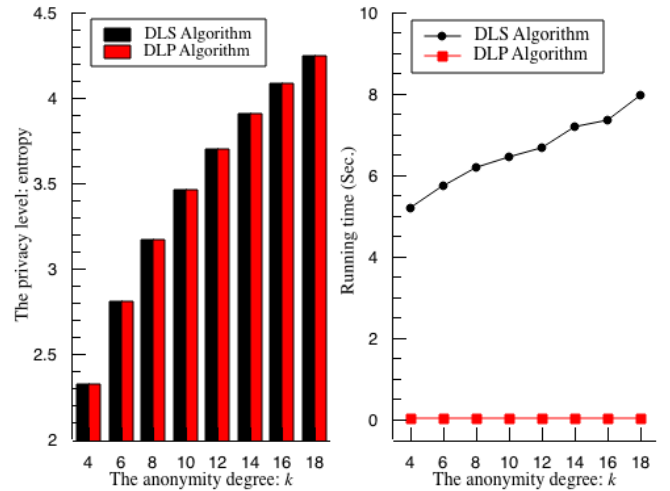 DLS Algorithm
DLP Algorithm
The privacy level: entropy
4.5
4
3.5
3
2.5
2
4 6 8 10 12 14 16 18
The anonymity degree: k
DLS Algorithm
DLP Algorithm
Running time (Sec.)
10
8
6
4
2
0
4 6 8 10 12 14 16 18
The anonymity degree: k